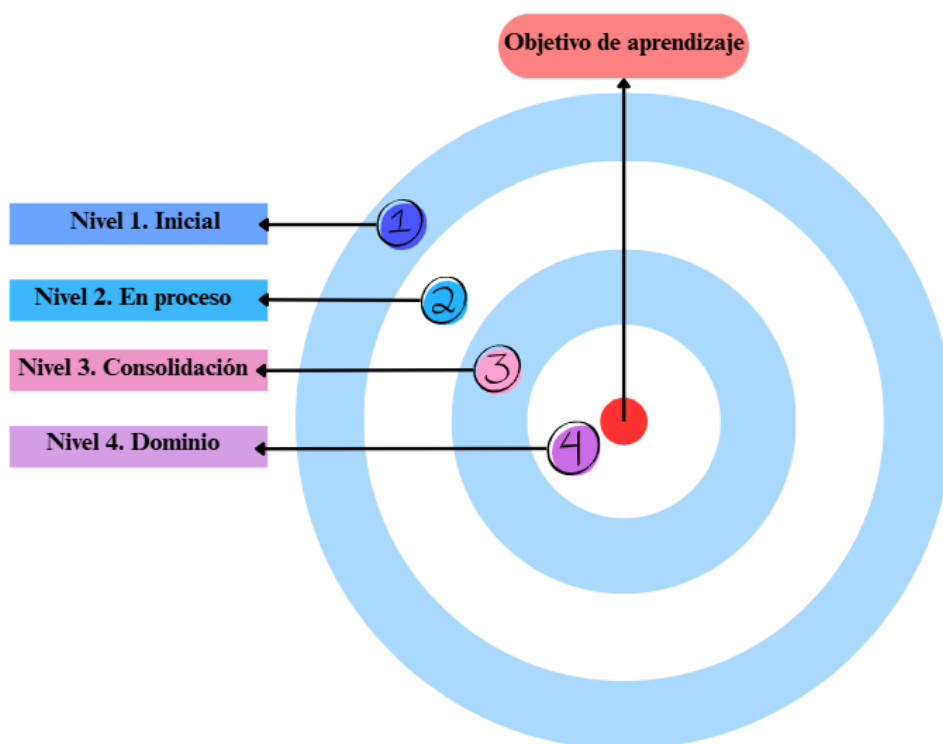 Objetivo de aprendizaje
Nivel 1. Inicial
1
Nivel 2. En proceso
2
Nivel 3. Consolidación
3
Nivel 4. Dominio
4